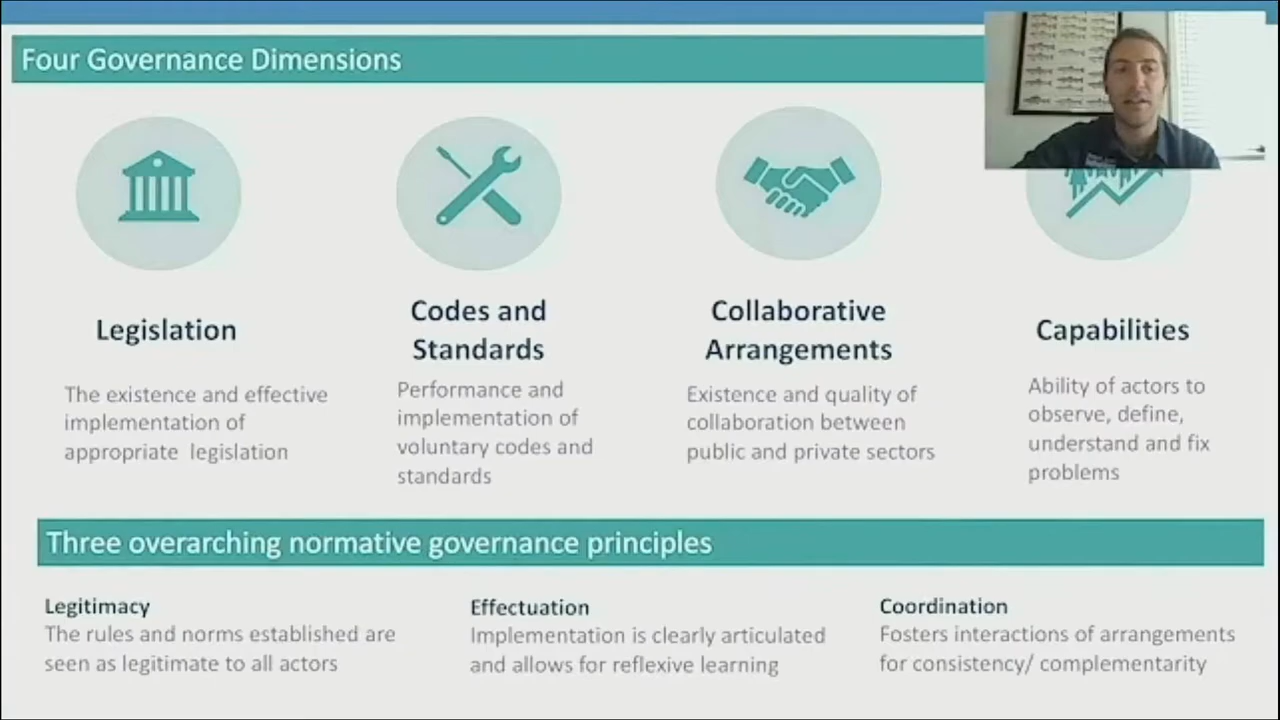 Four Governance Dimensions
Legislation
The existence and effective
implementation of
appropriate legislation
Codes and
Standards
Performance and
implementation of
voluntary codes and
standards
Collaborative
Arrangements
Existence and quality of
collaboration between
public and private sectors
Capabilities
Ability of actors to
observe, define,
understand and fix
problems
Three overarching normative governance principles
Legitimacy
The rules and norms established are
seen as legitimate to all actors
Effectuation
Implementation is clearly articulated
and allows for reflexive learning
Coordination
Fosters interactions of arrangements
for consistency/ complementarity